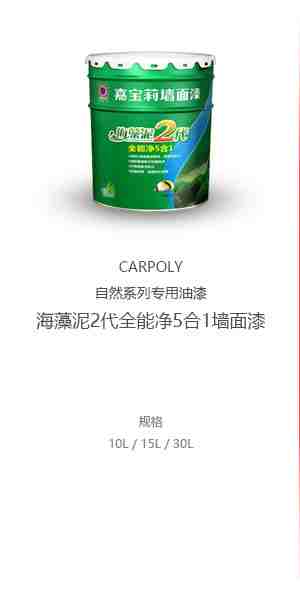 嘉宝莉墙面漆
海藻泥2代
全能净5合1
CARPOLY
自然系列专用油漆
海藻泥2代全能净5合1墙面漆
规格
10L / 15L / 30L